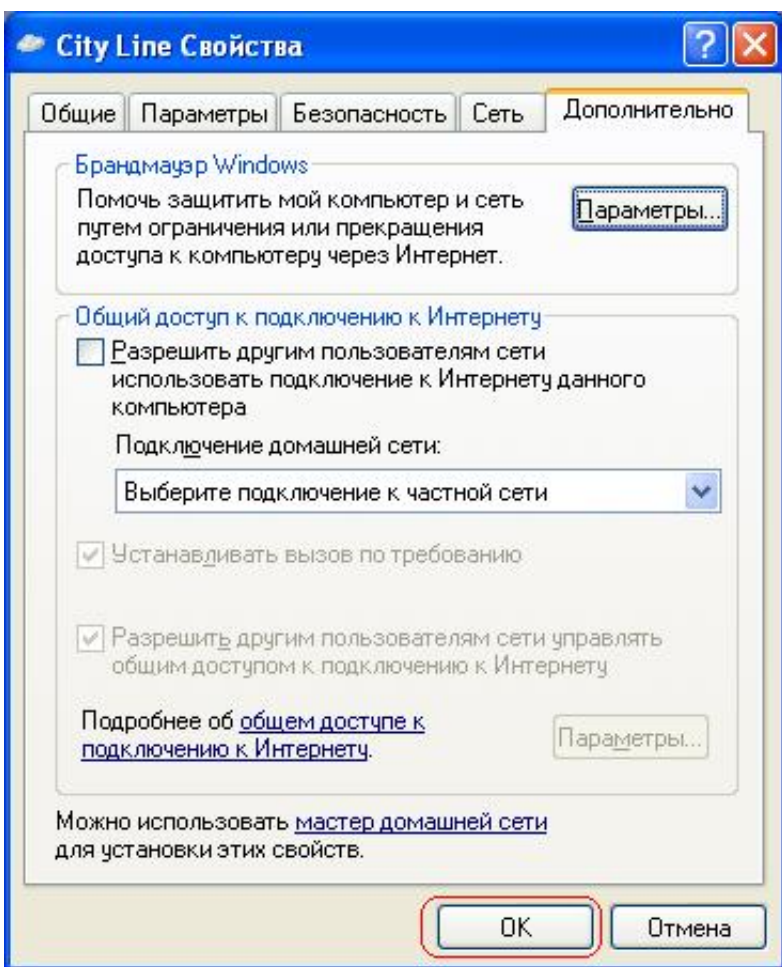 City Line Свойства
Общие Параметры Безопасность Сеть Дополнительно
Брандмауэр Windows
Помочь защитить мой компьютер и сеть
путем ограничения или прекращения
доступа к компьютеру через Интернет.
Параметры...
Общий доступ к подключению к Интернету
Разрешить другим пользователям сети
использовать подключение к Интернету данного
компьютера
Подключение домашней сети:
Выберите подключение к частной сети
Устанавливать вызов по требованию
Разрешить другим пользователям сети управлять
общим доступом к подключению к Интернету
Подробнее об общем доступе к
подключению к Интернету.
Параметры...
Можно использовать мастер домашней сети
для установки этих свойств.
OK Отмена